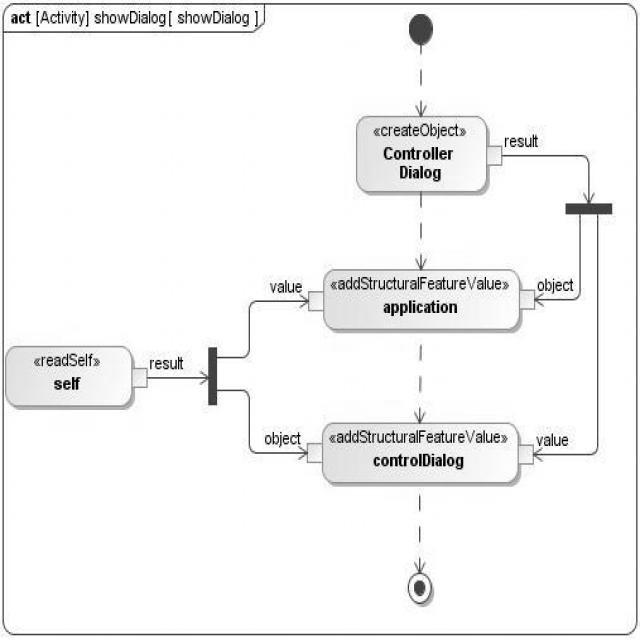 act [Activity] showDialog[ showDialog ]
«createObject»
Controller
Dialog
result
value
«addStructuralFeatureValue»
application
object
«readSelf»
self
result
object
«addStructuralFeatureValue»
controlDialog
value